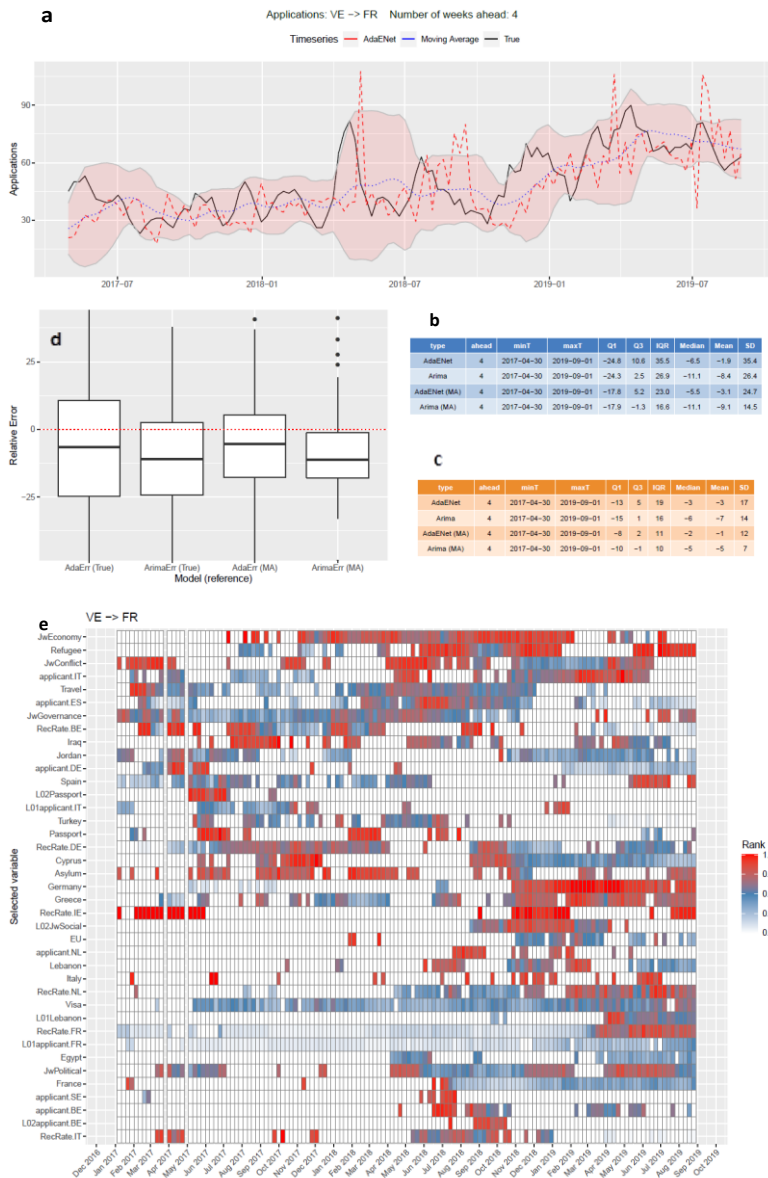 a
Applications: VE -> FR Number of weeks ahead: 4
Timeseries AdaENet Moving Average True
Applications
90
60
30
2017-07
2018-01
2018-07
2019-01
2019-07
d
Relative Error
25
0
-25
AdaErr (True)
ArimaErr (True)
AdaErr (MA)
ArimaErr (MA)
Model (reference)
b
type ahead minT maxT Q1 Q3 IQR Median Mean SD
AdaENet 4 2017-04-30 2019-09-01 -24.8 10.6 35.5 -6.5 -1.9 35.4
Arima 4 2017-04-30 2019-09-01 -24.3 2.5 26.9 -11.1 -8.4 26.4
AdaENet (MA) 4 2017-04-30 2019-09-01 -17.8 5.2 23.0 -5.5 -3.1 24.7
Arima (MA) 4 2017-04-30 2019-09-01 -17.9 -1.3 16.6 -11.1 -9.1 14.5
c
type ahead minT maxT Q1 Q3 IQR Median Mean SD
AdaENet 4 2017-04-30 2019-09-01 -13 5 19 -3 -3 17
Arima 4 2017-04-30 2019-09-01 -15 1 16 -6 -7 14
AdaENet (MA) 4 2017-04-30 2019-09-01 -8 2 11 -2 -1 12
Arima (MA) 4 2017-04-30 2019-09-01 -10 -1 10 -5 -5 7
e
VE -> FR
Selected variable
JwEconomy
Refugee
JwConflict
applicant.IT
Travel
applicant.ES
JwGovernance
RecRate.BE
Iraq
Jordan
applicant.DE
Spain
L02Passport
L01applicant.IT
Turkey
Passport
RecRate.DE
Cyprus
Asylum
Germany
Greece
RecRate.IE
L02JwSocial
EU
applicant.NL
Lebanon
Italy
RecRate.NL
Visa
L01Lebanon
RecRate.FR
L01applicant.FR
Egypt
JwPolitical
France
applicant.SE
applicant.BE
L02applicant.BE
RecRate.IT
Dec 2016
Jan 2017
Feb 2017
Mar 2017
Apr 2017
May 2017
Jun 2017
Jul 2017
Aug 2017
Sep 2017
Oct 2017
Nov 2017
Dec 2017
Jan 2018
Feb 2018
Mar 2018
Apr 2018
May 2018
Jun 2018
Jul 2018
Aug 2018
Sep 2018
Oct 2018
Nov 2018
Dec 2018
Jan 2019
Feb 2019
Mar 2019
Apr 2019
May 2019
Jun 2019
Jul 2019
Aug 2019
Sep 2019
Oct 2019
Rank